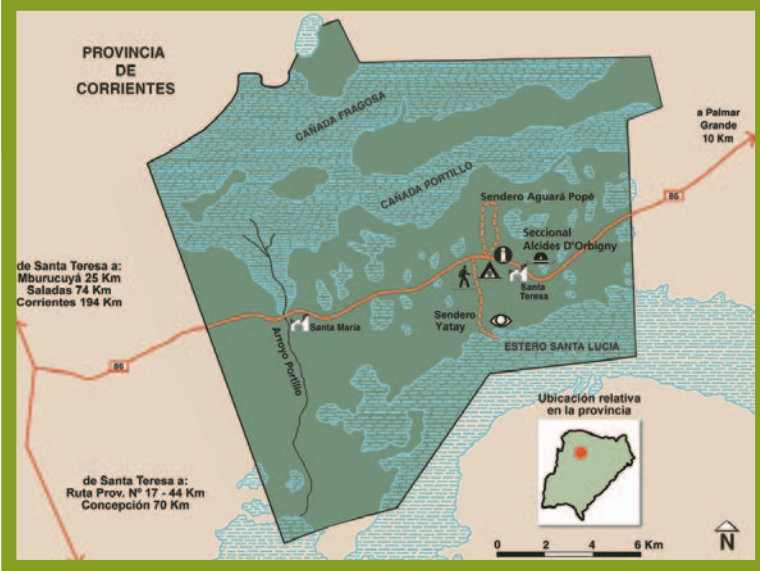 PROVINCIA
DE
CORRIENTES
CAÑADA FRAGOSA
a Palmar
Grande
10 Km
CAÑADA PORTILLO
Sendero Aguará Popé
86
Seccional
Alcides D'Orbigny
i
Santa
Teresa
de Santa Teresa a:
Mburucuyá 25 Km
Saladas 74 Km
Corrientes 194 Km
Santa María
Sendero
Yatay
Arroyo Portillo
ESTERO SANTA LUCIA
86
Ubicación relativa
en la provincia
de Santa Teresa a:
Ruta Prov. Nº 17 - 44 Km
Concepción 70 Km
0 2 4 6 Km
N